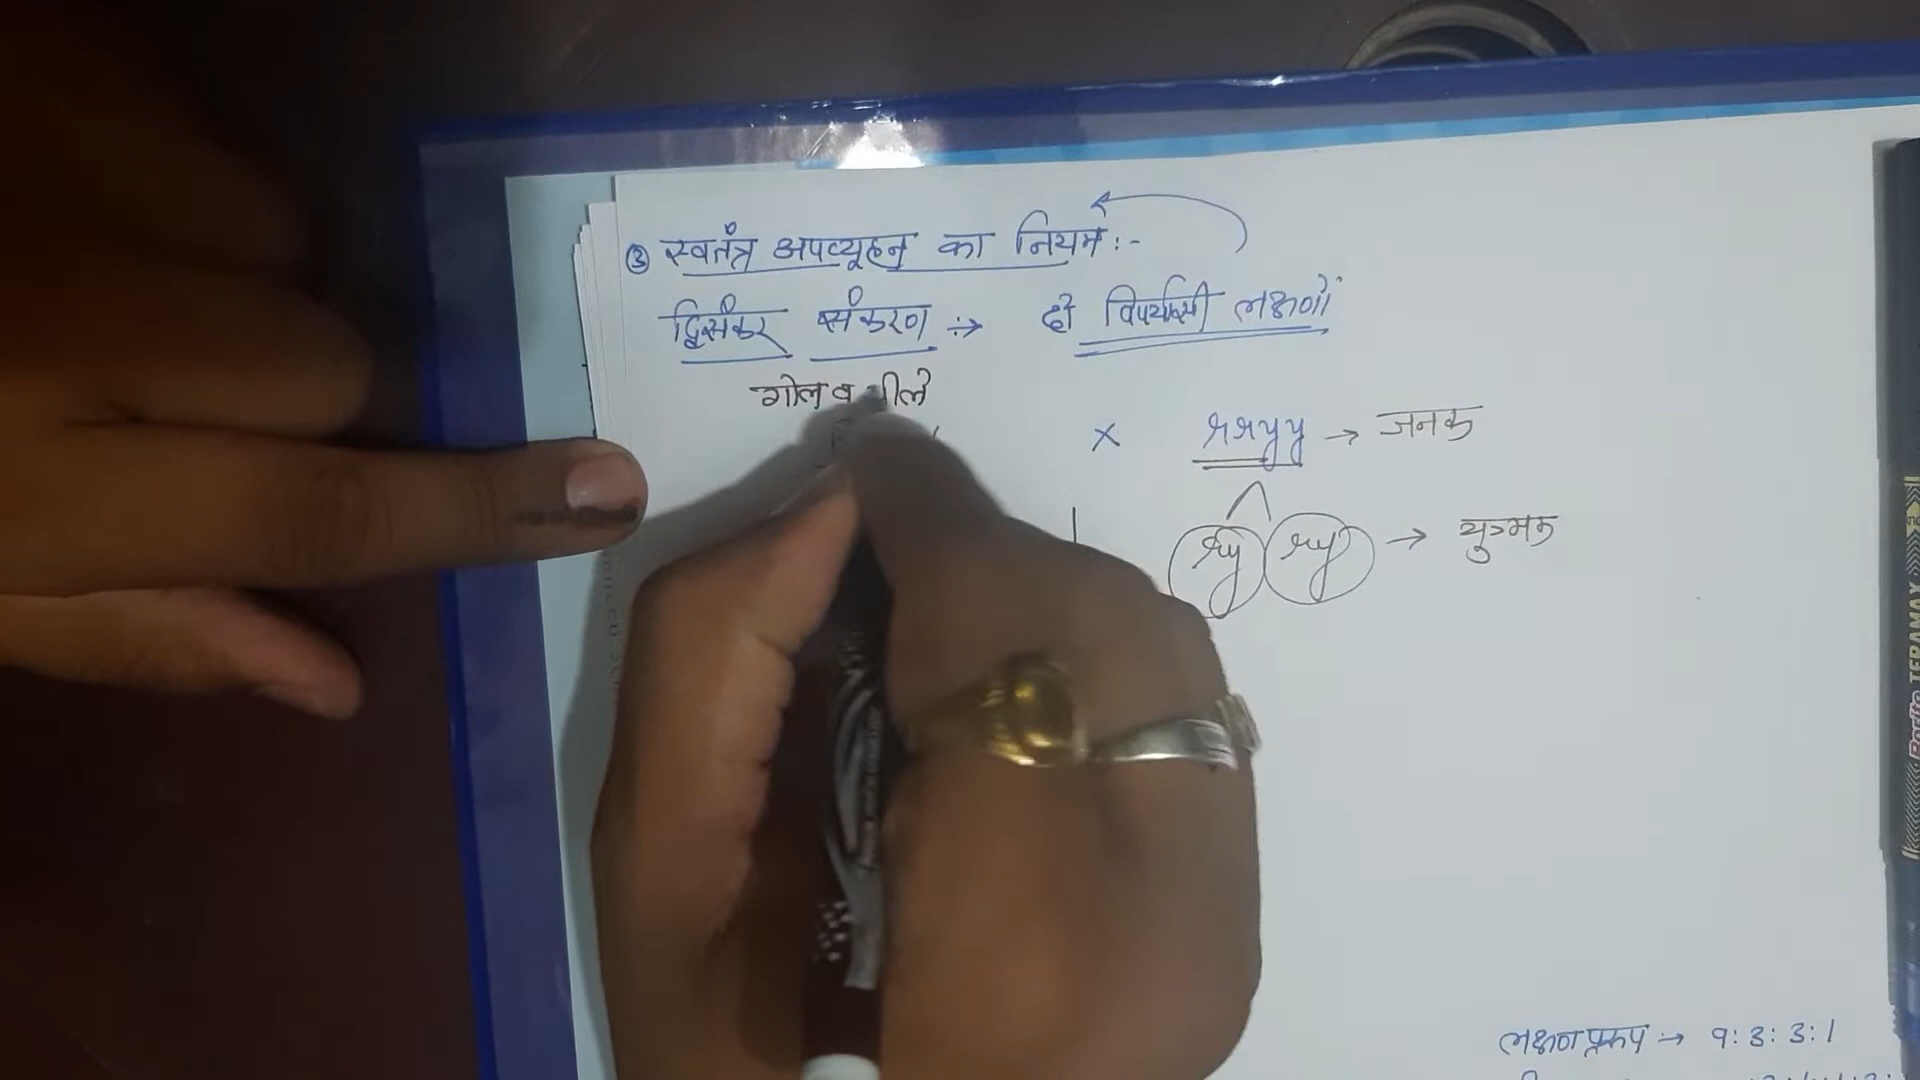 ③ स्वतंत्र अपव्यूहन का नियम :-
द्विसंकर संकरण :→ दो विपर्यासी लक्षणों
गोल व पीले
× rryy → जनक
ry ry → युग्मक
लक्षण प्ररूप → 9:3:3:1